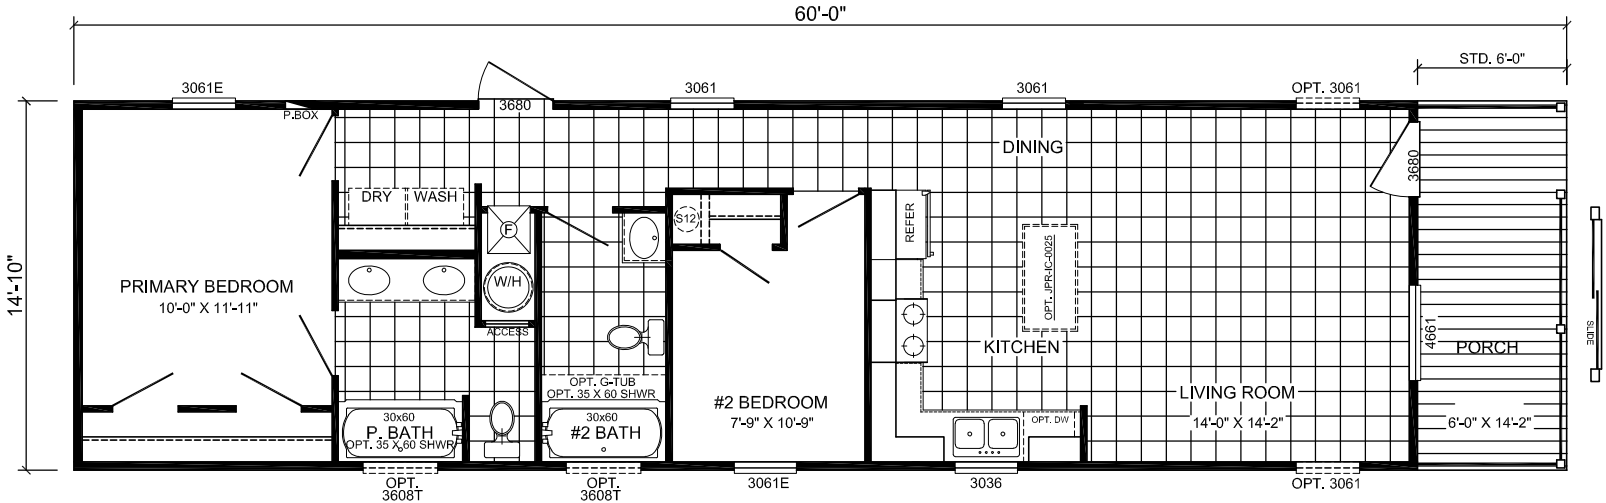 60'-0"
STD. 6'-0"
3061E
3061
3061
OPT. 3061
P.BOX
3680
DINING
3680
DRY
WASH
S12
REFER
F
14'-10"
OPT. JPR-IC-0025
PRIMARY BEDROOM
10'-0" X 11'-11"
W/H
ACCESS
4661
SLIDE
KITCHEN
PORCH
OPT. G-TUB
OPT. 35 X 60 SHWR
#2 BEDROOM
7'-9" X 10'-9"
LIVING ROOM
14'-0" X 14'-2"
6'-0" X 14'-2"
30x60
P. BATH
OPT. 35 X 60 SHWR
30x60
#2 BATH
OPT. DW
OPT.
3608T
OPT.
3608T
3061E
3036
OPT. 3061